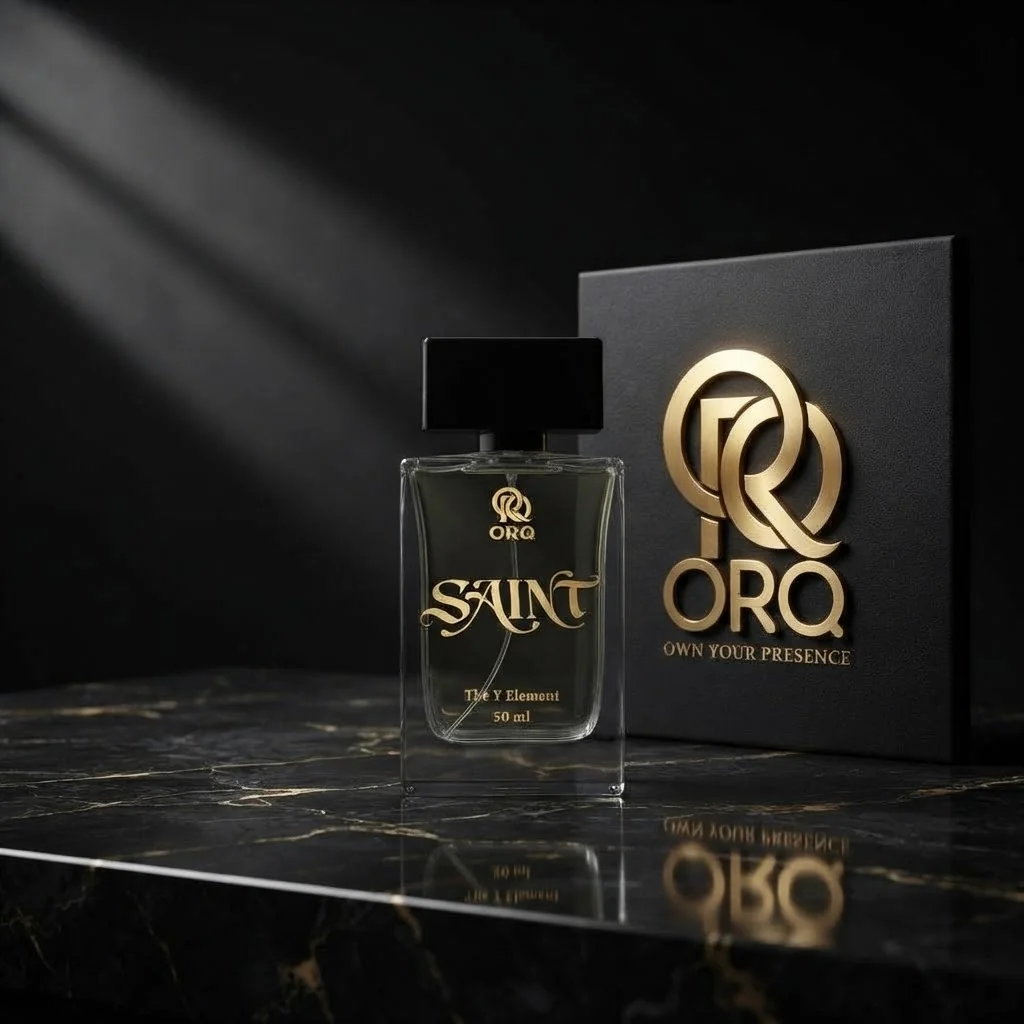 ORQ
SAINT
The Y Element
50 ml
ORQ
OWN YOUR PRESENCE